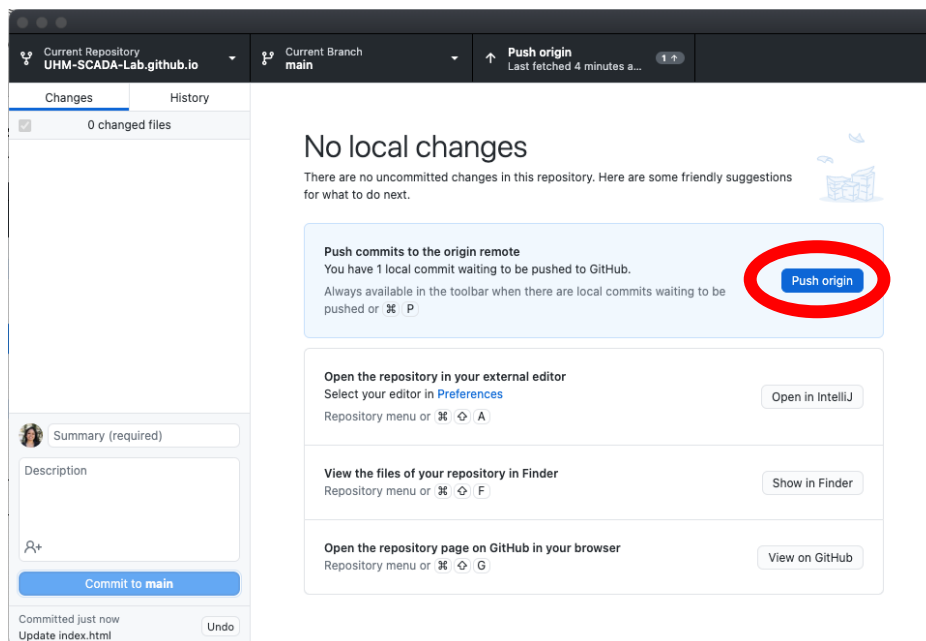 Current Repository
UHM-SCADA-Lab.github.io
Current Branch
main
Push origin
Last fetched 4 minutes a...
1
Changes
History
0 changed files
No local changes
There are no uncommitted changes in this repository. Here are some friendly suggestions
for what to do next.
Push commits to the origin remote
You have 1 local commit waiting to be pushed to GitHub.
Always available in the toolbar when there are local commits waiting to be
pushed or ⌘ P
Push origin
Open the repository in your external editor
Select your editor in Preferences
Repository menu or ⌘ ⇧ A
Open in IntelliJ
View the files of your repository in Finder
Repository menu or ⌘ ⇧ F
Show in Finder
Open the repository page on GitHub in your browser
Repository menu or ⌘ ⇧ G
View on GitHub
Summary (required)
Description
Commit to main
Committed just now
Update index.html
Undo